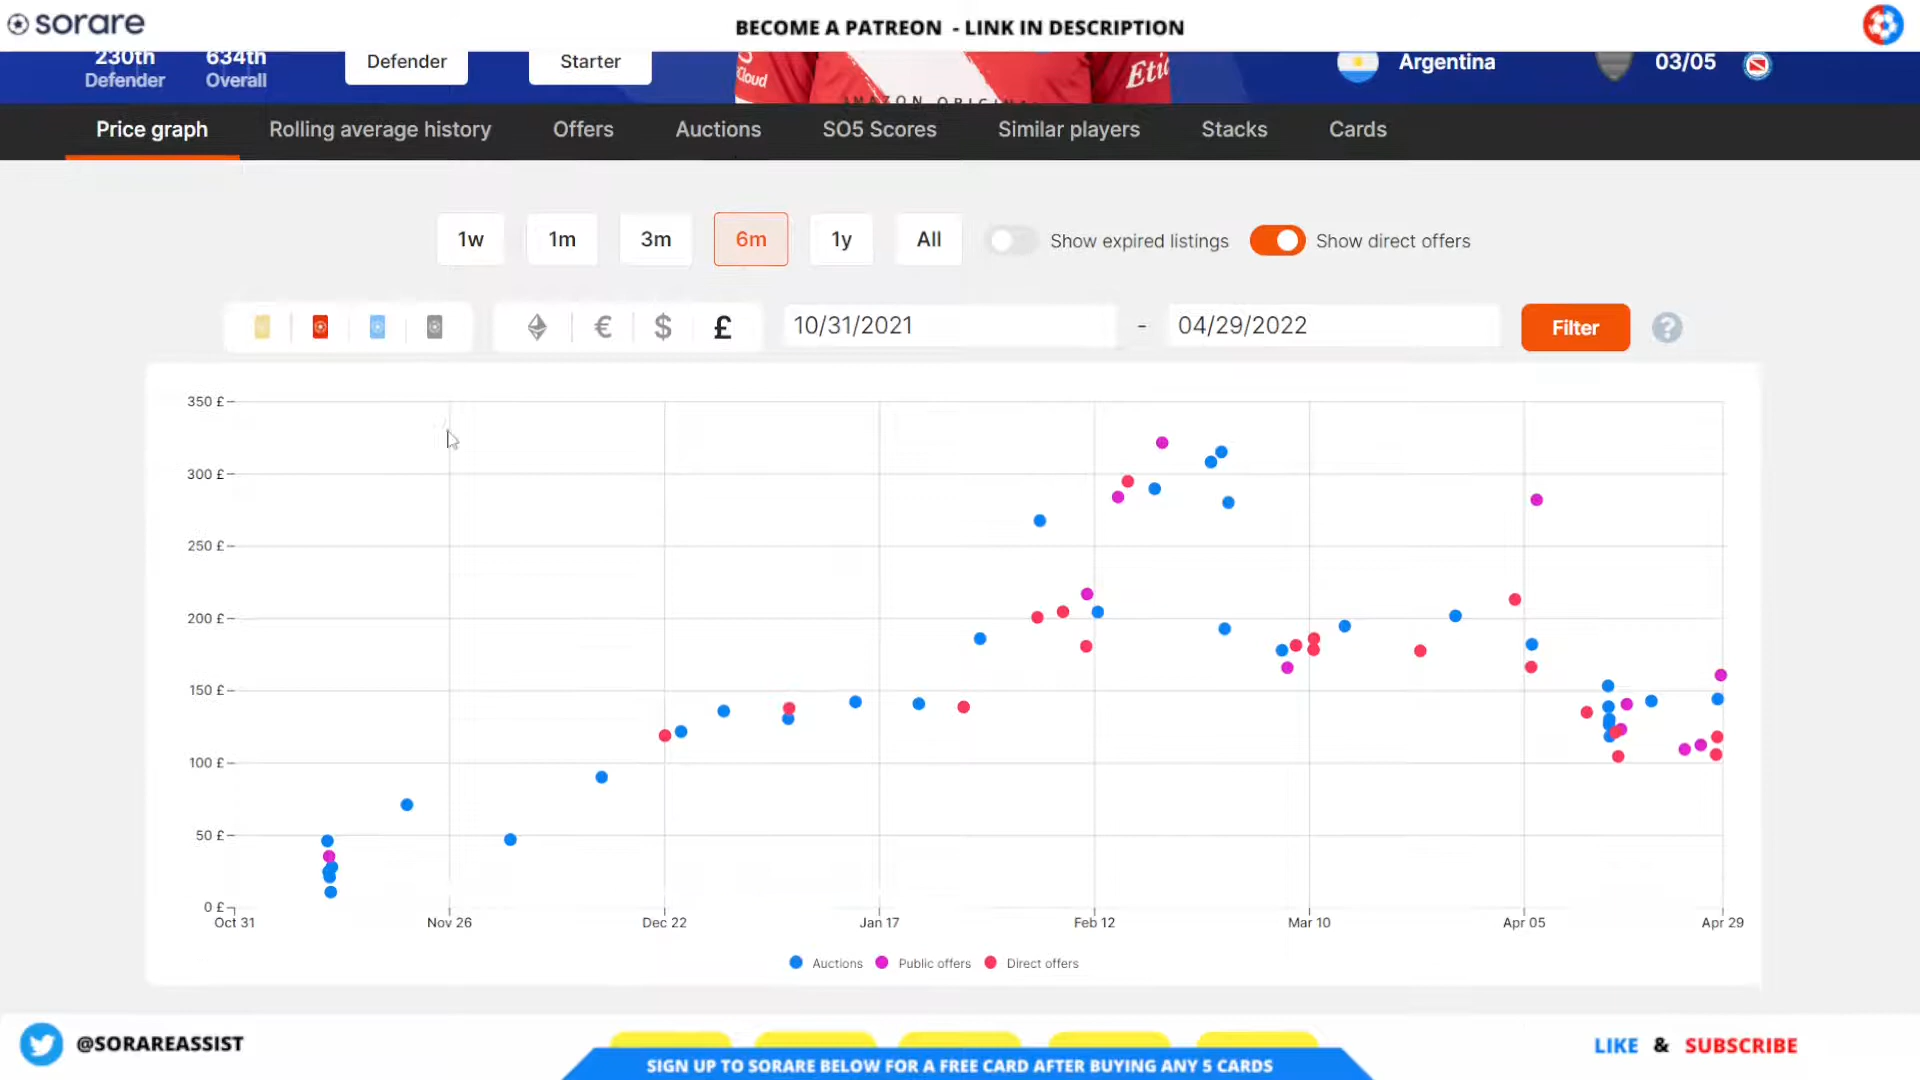 sorare
BECOME A PATREON - LINK IN DESCRIPTION
230th
Defender
634th
Overall
Defender
Starter
Cloud
Etic
AMAZON ORIGINA
Argentina
03/05
Price graph
Rolling average history
Offers
Auctions
SO5 Scores
Similar players
Stacks
Cards
1w
1m
3m
6m
1y
All
Show expired listings
Show direct offers
€
$
£
10/31/2021
-
04/29/2022
Filter
?
350 £
300 £
250 £
200 £
150 £
100 £
50 £
0 £
Oct 31
Nov 26
Dec 22
Jan 17
Feb 12
Mar 10
Apr 05
Apr 29
Auctions
Public offers
Direct offers
@SORAREASSIST
SIGN UP TO SORARE BELOW FOR A FREE CARD AFTER BUYING ANY 5 CARDS
LIKE & SUBSCRIBE